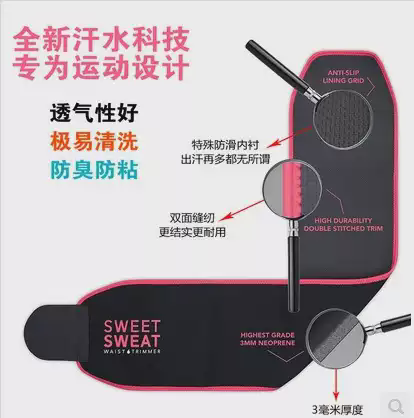 全新汗水科技
专为运动设计
透气性好
极易清洗
防臭防粘
ANTI-SLIP
LINING GRID
特殊防滑内衬
出汗再多都无所谓
双面缝纫
更结实更耐用
HIGH DURABILITY
DOUBLE STITCHED TRIM
SWEET
SWEAT
WAIST TRIMMER
HIGHEST GRADE
3MM NEOPRENE
3毫米厚度